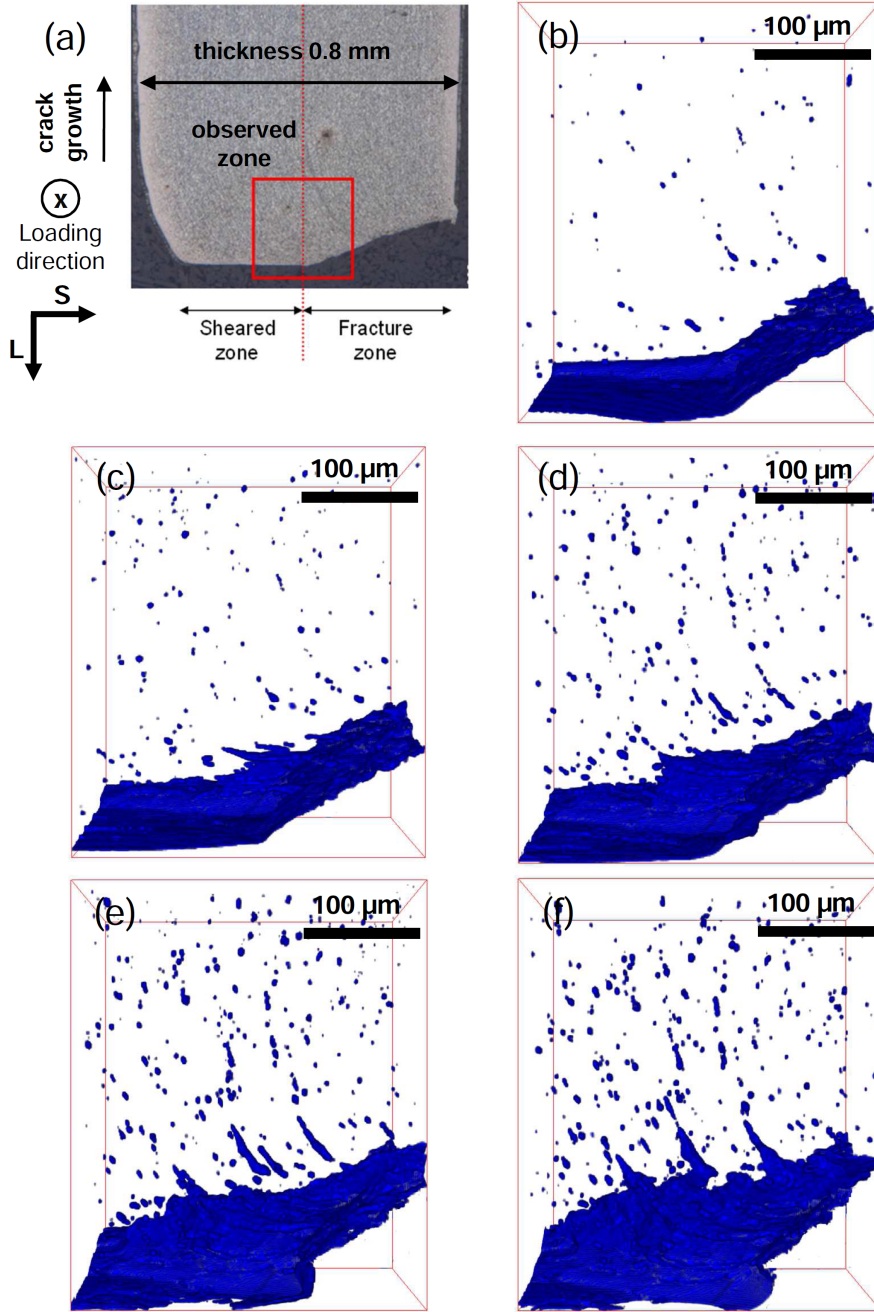 (a)
thickness 0.8 mm
crack
growth
observed
zone
x
Loading
direction
S
L
Sheared
zone
Fracture
zone
(b)
100 µm
(c)
100 µm
(d)
100 µm
(e)
100 µm
(f)
100 µm